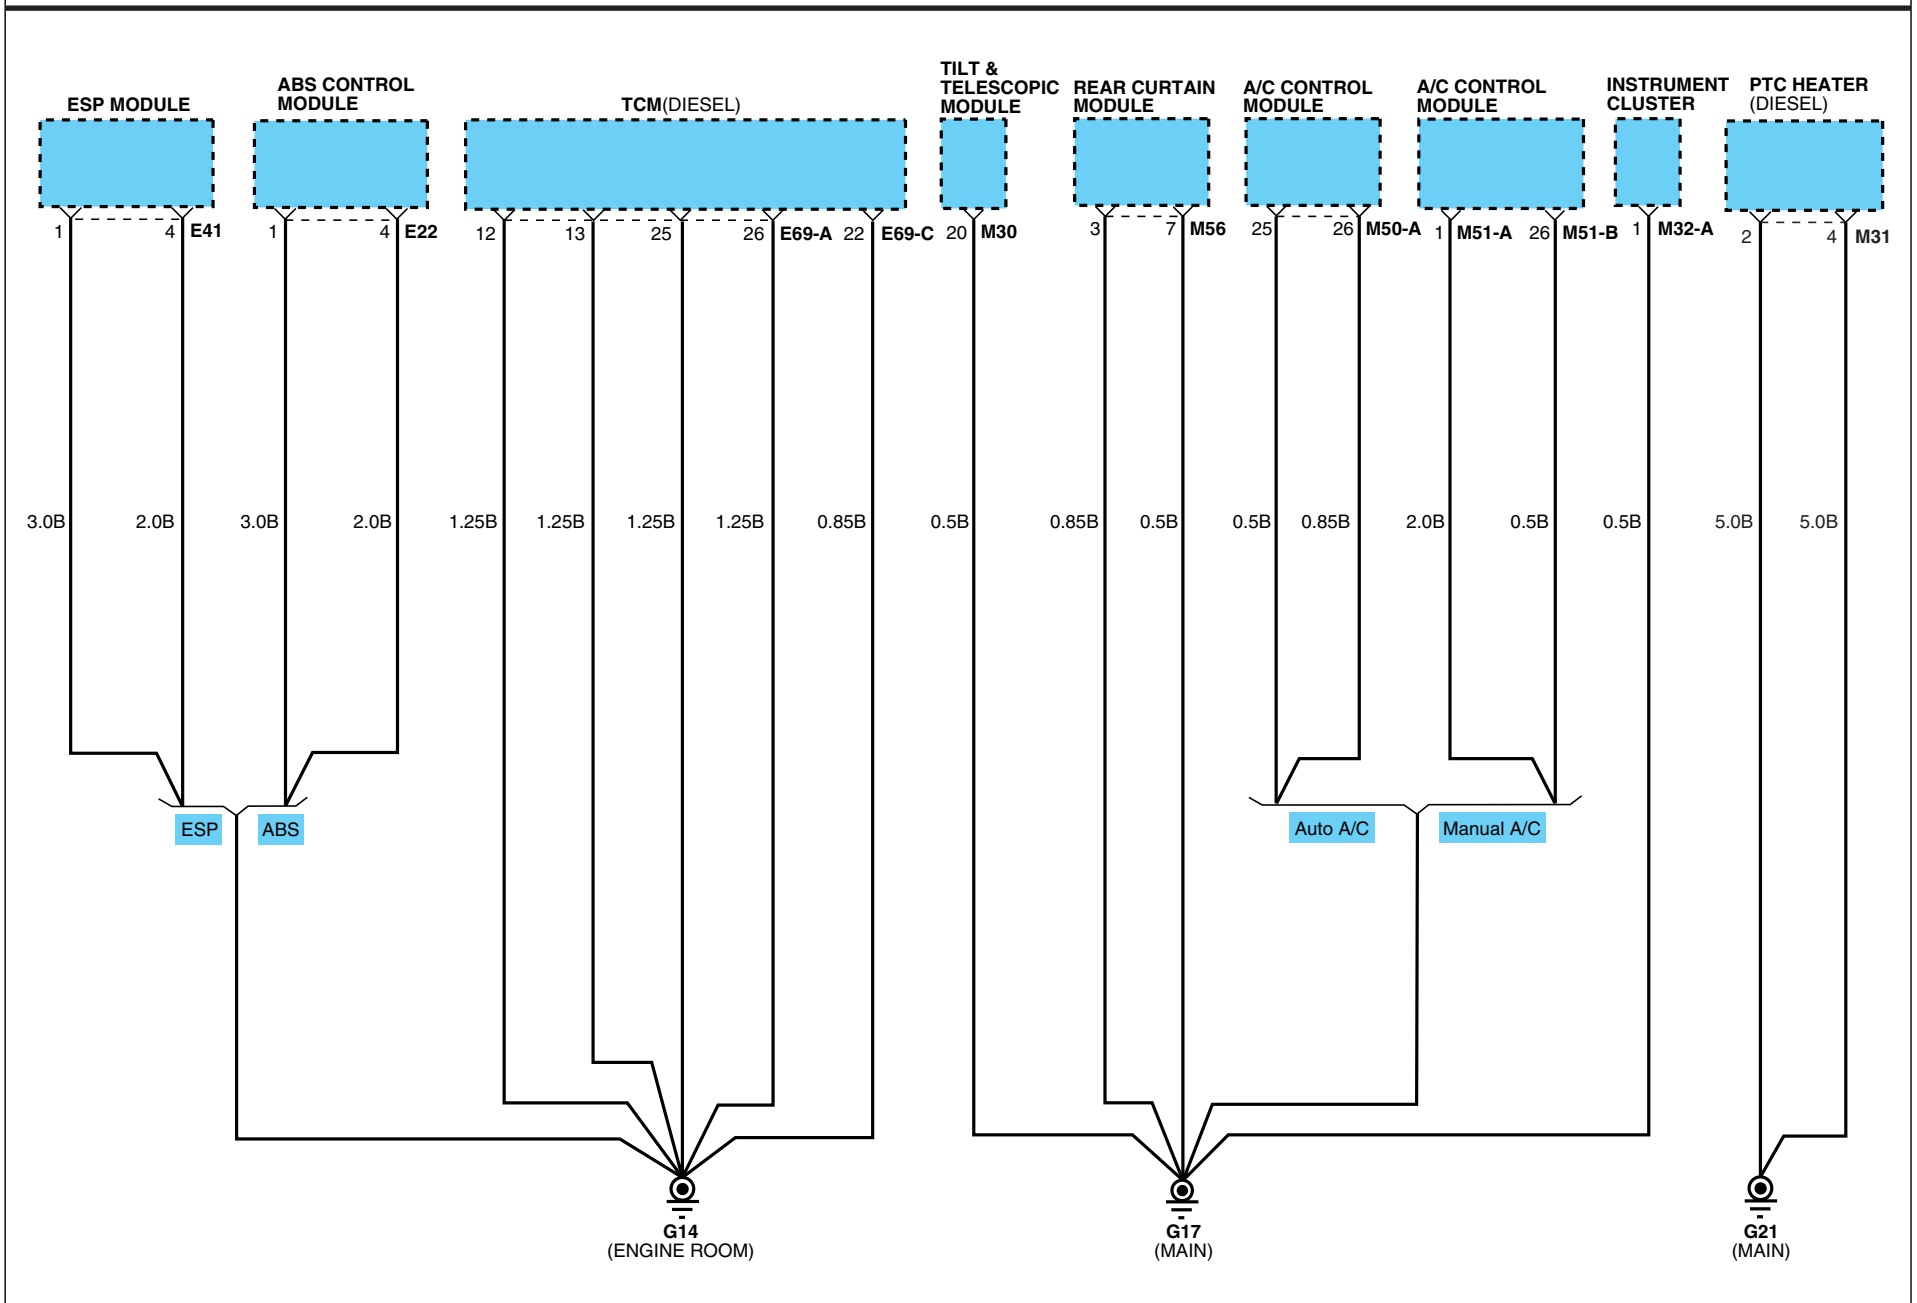 ESP MODULE
ABS CONTROL
MODULE
TCM(DIESEL)
TILT &
TELESCOPIC
MODULE
REAR CURTAIN
MODULE
A/C CONTROL
MODULE
A/C CONTROL
MODULE
INSTRUMENT
CLUSTER
PTC HEATER
(DIESEL)
1 4 E41 1 4 E22 12 13 25 26 E69-A 22 E69-C 20 M30 3 7 M56 25 26 M50-A 1 M51-A 26 M51-B 1 M32-A 2 4 M31
3.0B 2.0B 3.0B 2.0B 1.25B 1.25B 1.25B 1.25B 0.85B 0.5B 0.85B 0.5B 0.5B 0.85B 2.0B 0.5B 0.5B 5.0B 5.0B
ESP ABS Auto A/C Manual A/C
G14
(ENGINE ROOM)
G17
(MAIN)
G21
(MAIN)